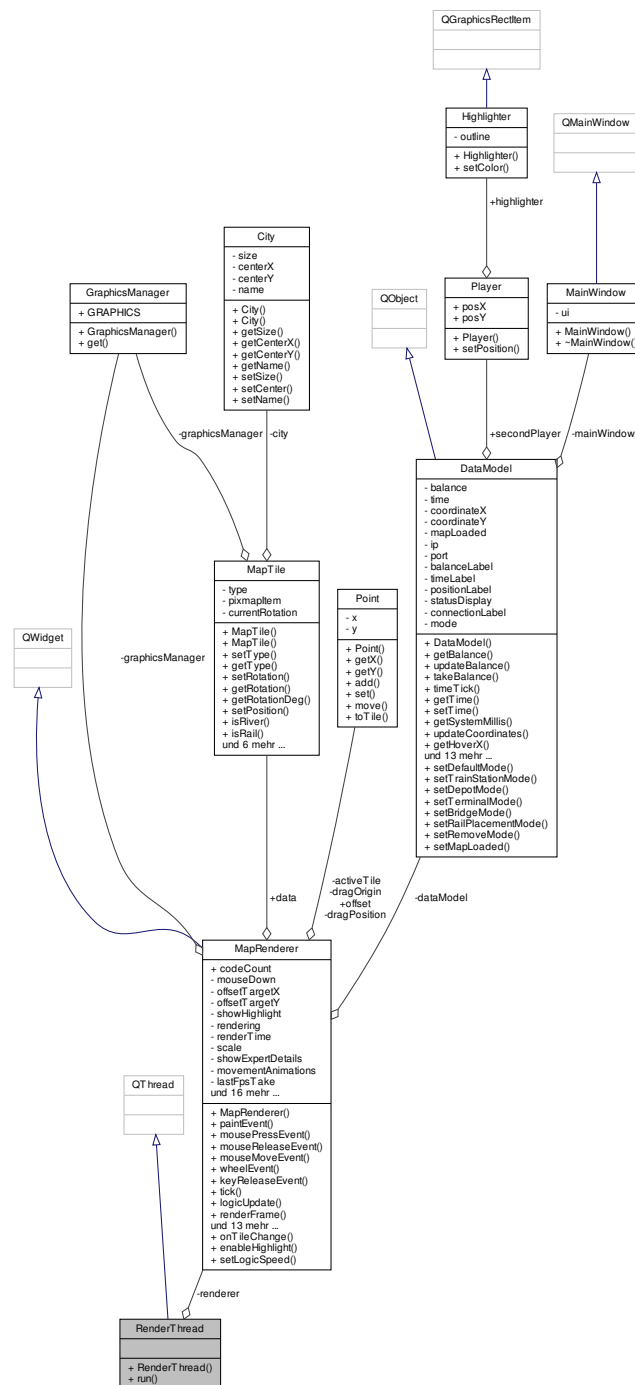 QGraphicsRectItem
Highlighter
- outline
+ Highlighter()
+ setColor()
QMainWindow
+highlighter
City
- size
- centerX
- centerY
- name
+ City()
+ City()
+ getSize()
+ getCenterX()
+ getCenterY()
+ getName()
+ setSize()
+ setCenter()
+ setName()
GraphicsManager
+ GRAPHICS
+ GraphicsManager()
+ get()
QObject
Player
+ posX
+ posY
+ Player()
+ setPosition()
MainWindow
- ui
+ MainWindow()
+ ~MainWindow()
-graphicsManager
-city
+secondPlayer
-mainWindow
DataModel
- balance
- time
- coordinateX
- coordinateY
- mapLoaded
- ip
- port
- balanceLabel
- timeLabel
- positionLabel
- statusDisplay
- connectionLabel
- mode
+ DataModel()
+ getBalance()
+ updateBalance()
+ takeBalance()
+ timeTick()
+ getTime()
+ setTime()
+ getSystemMillis()
+ updateCoordinates()
+ getHoverX()
und 13 mehr ...
+ setDefaultMode()
+ setTrainStationMode()
+ setDepotMode()
+ setTerminalMode()
+ setBridgeMode()
+ setRailPlacementMode()
+ setRemoveMode()
+ setMapLoaded()
MapTile
- type
- pixmapItem
- currentRotation
+ MapTile()
+ MapTile()
+ setType()
+ getType()
+ setRotation()
+ getRotation()
+ getRotationDeg()
+ setPosition()
+ isRiver()
+ isRail()
und 6 mehr ...
Point
- x
- y
+ Point()
+ getX()
+ getY()
+ add()
+ set()
+ move()
+ toTile()
QWidget
-graphicsManager
+data
-activeTile
-dragOrigin
+offset
-dragPosition
-dataModel
MapRenderer
+ codeCount
- mouseDown
- offsetTargetX
- offsetTargetY
- showHighlight
- rendering
- renderTime
- scale
- showExpertDetails
- movementAnimations
- lastFpsTake
und 16 mehr ...
+ MapRenderer()
+ paintEvent()
+ mousePressEvent()
+ mouseReleaseEvent()
+ mouseMoveEvent()
+ wheelEvent()
+ keyReleaseEvent()
+ tick()
+ logicUpdate()
+ renderFrame()
und 13 mehr ...
+ onTileChange()
+ enableHighlight()
+ setLogicSpeed()
QThread
-renderer
RenderThread
+ RenderThread()
+ run()